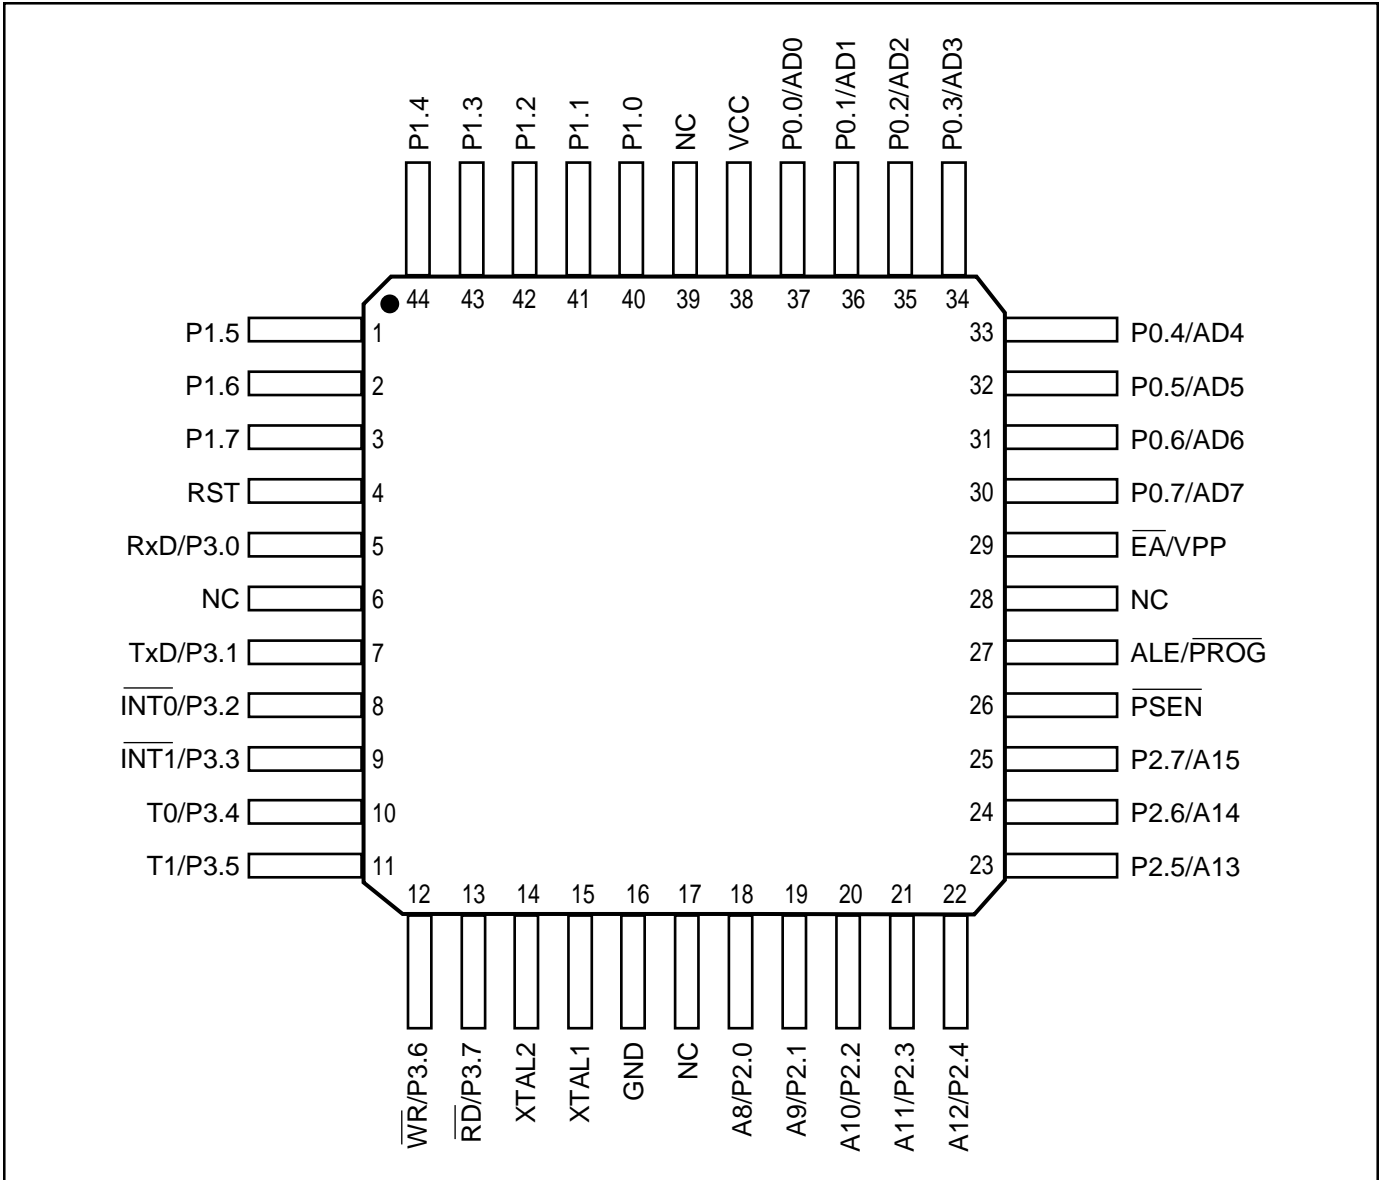 P1.4
P1.3
P1.2
P1.1
P1.0
NC
VCC
P0.0/AD0
P0.1/AD1
P0.2/AD2
P0.3/AD3
44 43 42 41 40 39 38 37 36 35 34
P1.5 1 33 P0.4/AD4
P1.6 2 32 P0.5/AD5
P1.7 3 31 P0.6/AD6
RST 4 30 P0.7/AD7
RxD/P3.0 5 29 E̅A̅/VPP
NC 6 28 NC
TxD/P3.1 7 27 ALE/P̅R̅O̅G̅
I̅N̅T̅0̅/P3.2 8 26 P̅S̅E̅N̅
I̅N̅T̅1̅/P3.3 9 25 P2.7/A15
T0/P3.4 10 24 P2.6/A14
T1/P3.5 11 23 P2.5/A13
12 13 14 15 16 17 18 19 20 21 22
W̅R̅/P3.6
R̅D̅/P3.7
XTAL2
XTAL1
GND
NC
A8/P2.0
A9/P2.1
A10/P2.2
A11/P2.3
A12/P2.4